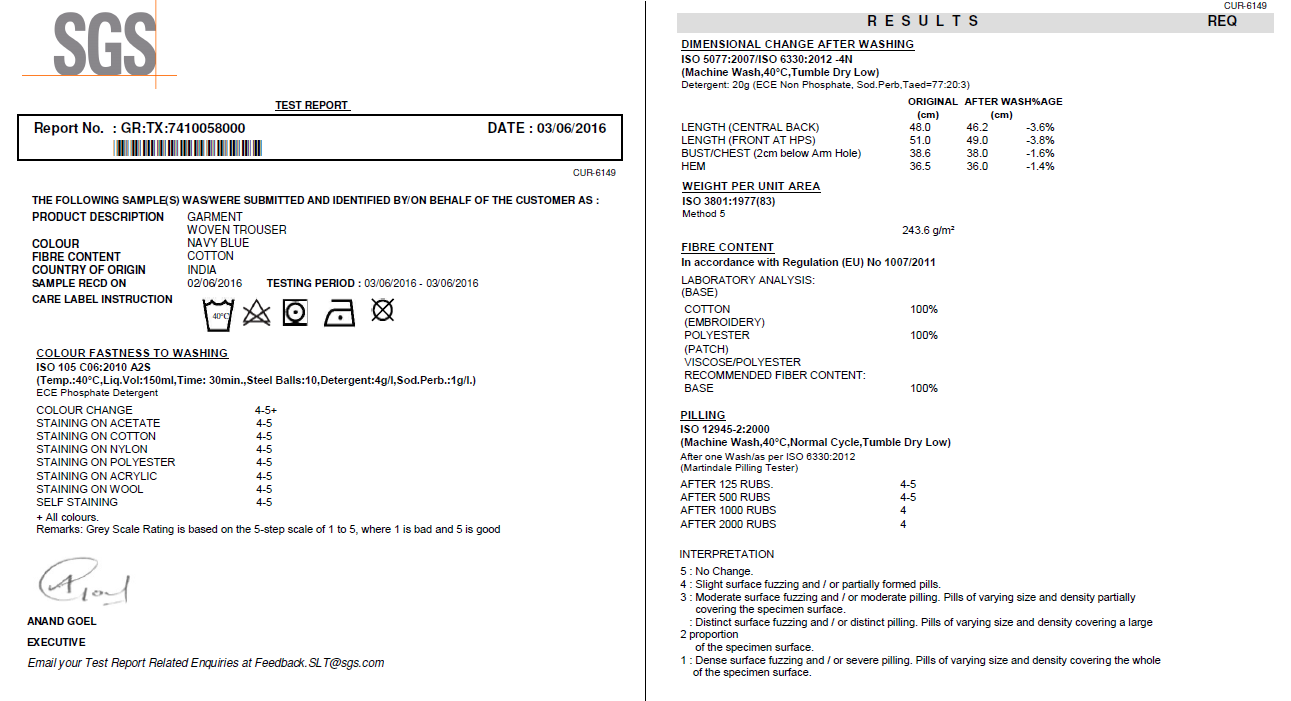 SGS
TEST REPORT
Report No. : GR:TX:7410058000 DATE : 03/06/2016
CUR-6149
THE FOLLOWING SAMPLE(S) WAS/WERE SUBMITTED AND IDENTIFIED BY/ON BEHALF OF THE CUSTOMER AS :
PRODUCT DESCRIPTION GARMENT
WOVEN TROUSER
COLOUR NAVY BLUE
FIBRE CONTENT COTTON
COUNTRY OF ORIGIN INDIA
SAMPLE RECD ON 02/06/2016 TESTING PERIOD : 03/06/2016 - 03/06/2016
CARE LABEL INSTRUCTION
40°C
COLOUR FASTNESS TO WASHING
ISO 105 C06:2010 A2S
(Temp.:40°C,Liq.Vol:150ml,Time: 30min.,Steel Balls:10,Detergent:4g/l,Sod.Perb.:1g/l.)
ECE Phosphate Detergent
COLOUR CHANGE 4-5+
STAINING ON ACETATE 4-5
STAINING ON COTTON 4-5
STAINING ON NYLON 4-5
STAINING ON POLYESTER 4-5
STAINING ON ACRYLIC 4-5
STAINING ON WOOL 4-5
SELF STAINING 4-5
+ All colours.
Remarks: Grey Scale Rating is based on the 5-step scale of 1 to 5, where 1 is bad and 5 is good
ANAND GOEL
EXECUTIVE
Email your Test Report Related Enquiries at Feedback.SLT@sgs.com
CUR-6149
RESULTS REQ
DIMENSIONAL CHANGE AFTER WASHING
ISO 5077:2007/ISO 6330:2012 -4N
(Machine Wash,40°C,Tumble Dry Low)
Detergent: 20g (ECE Non Phosphate, Sod.Perb,Taed=77:20:3)
ORIGINAL AFTER WASH%AGE
(cm) (cm)
LENGTH (CENTRAL BACK) 48.0 46.2 -3.6%
LENGTH (FRONT AT HPS) 51.0 49.0 -3.8%
BUST/CHEST (2cm below Arm Hole) 38.6 38.0 -1.6%
HEM 36.5 36.0 -1.4%
WEIGHT PER UNIT AREA
ISO 3801:1977(83)
Method 5
243.6 g/m²
FIBRE CONTENT
In accordance with Regulation (EU) No 1007/2011
LABORATORY ANALYSIS:
(BASE)
COTTON 100%
(EMBROIDERY)
POLYESTER 100%
(PATCH)
VISCOSE/POLYESTER
RECOMMENDED FIBER CONTENT:
BASE 100%
PILLING
ISO 12945-2:2000
(Machine Wash,40°C,Normal Cycle,Tumble Dry Low)
After one Wash/as per ISO 6330:2012
(Martindale Pilling Tester)
AFTER 125 RUBS. 4-5
AFTER 500 RUBS 4-5
AFTER 1000 RUBS 4
AFTER 2000 RUBS 4
INTERPRETATION
5 : No Change.
4 : Slight surface fuzzing and / or partially formed pills.
3 : Moderate surface fuzzing and / or moderate pilling. Pills of varying size and density partially
covering the specimen surface.
: Distinct surface fuzzing and / or distinct pilling. Pills of varying size and density covering a large
2 proportion
of the specimen surface.
1 : Dense surface fuzzing and / or severe pilling. Pills of varying size and density covering the whole
of the specimen surface.